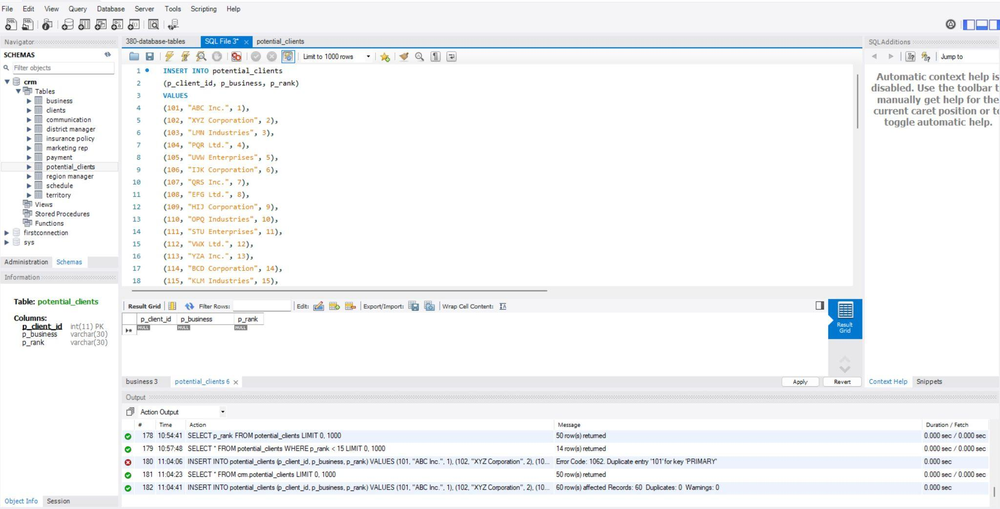 File Edit View Query Database Server Tools Scripting Help
Navigator
SCHEMAS
Filter objects
crm
Tables
business
clients
communication
district manager
insurance policy
marketing rep
payment
potential_clients
region manager
schedule
territory
Views
Stored Procedures
Functions
firstconnection
sys
Administration Schemas
Information
Table: potential_clients
Columns:
p_client_id int(11) PK
p_business varchar(30)
p_rank varchar(30)
Object Info Session
380-database-tables SQL File 3* potential_clients
Limit to 1000 rows
1 INSERT INTO potential_clients
2 (p_client_id, p_business, p_rank)
3 VALUES
4 (101, "ABC Inc.", 1),
5 (102, "XYZ Corporation", 2),
6 (103, "LMN Industries", 3),
7 (104, "PQR Ltd.", 4),
8 (105, "UVW Enterprises", 5),
9 (106, "IJK Corporation", 6),
10 (107, "QRS Inc.", 7),
11 (108, "EFG Ltd.", 8),
12 (109, "HIJ Corporation", 9),
13 (110, "OPQ Industries", 10),
14 (111, "STU Enterprises", 11),
15 (112, "VWX Ltd.", 12),
16 (113, "YZA Inc.", 13),
17 (114, "BCD Corporation", 14),
18 (115, "KLM Industries", 15),
Result Grid Filter Rows: Edit: Export/Import: Wrap Cell Content:
p_client_id p_business p_rank
NULL NULL NULL
Result
Grid
business 3 potential_clients 6 Apply Revert
Output
Action Output
# Time Action Message Duration / Fetch
178 10:54:41 SELECT p_rank FROM potential_clients LIMIT 0, 1000 50 row(s) returned 0.000 sec / 0.000 sec
179 10:57:48 SELECT * FROM potential_clients WHERE p_rank < 15 LIMIT 0, 1000 14 row(s) returned 0.000 sec / 0.000 sec
180 11:04:06 INSERT INTO potential_clients (p_client_id, p_business, p_rank) VALUES (101, "ABC Inc.", 1), (102, "XYZ Corporation", 2), (10... Error Code: 1062. Duplicate entry '101' for key 'PRIMARY' 0.000 sec
181 11:04:23 SELECT * FROM crm.potential_clients LIMIT 0, 1000 50 row(s) returned 0.000 sec / 0.000 sec
182 11:04:41 INSERT INTO potential_clients (p_client_id, p_business, p_rank) VALUES (101, "ABC Inc.", 1), (102, "XYZ Corporation", 2), (10... 60 row(s) affected Records: 60 Duplicates: 0 Warnings: 0 0.000 sec
SQLAdditions
Jump to
Automatic context help is
disabled. Use the toolbar t
manually get help for the
current caret position or to
toggle automatic help.
Context Help Snippets